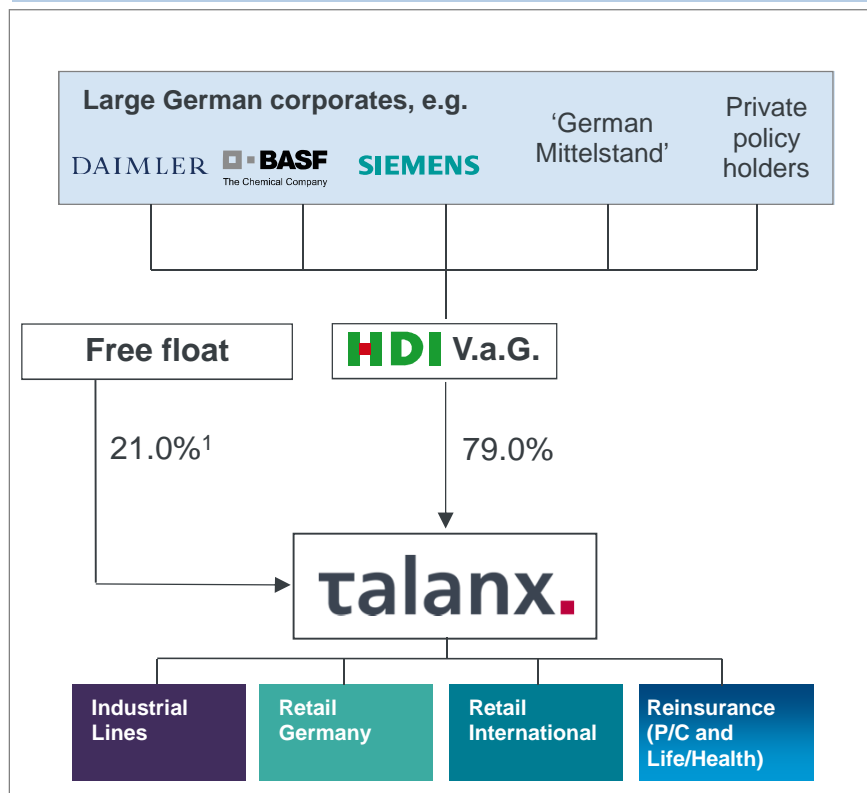 Large German corporates, e.g.
DAIMLER
BASF
The Chemical Company
SIEMENS
‘German
Mittelstand’
Private
policy
holders
Free float
HDI V.a.G.
21.0%¹
79.0%
talanx.
Industrial
Lines
Retail
Germany
Retail
International
Reinsurance
(P/C and
Life/Health)